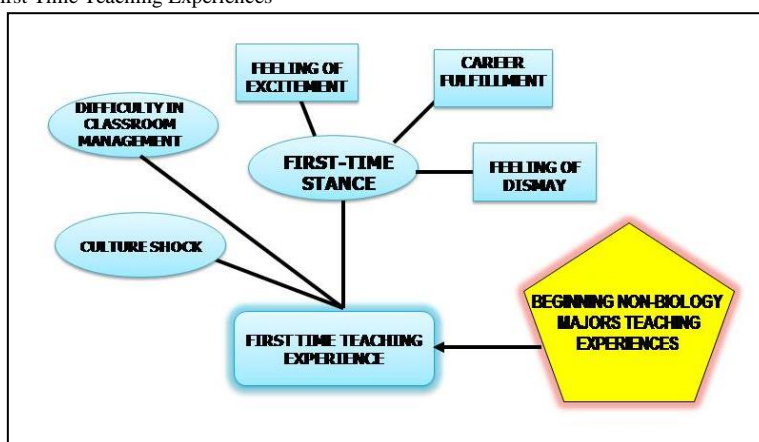 irst Time Teaching Experiences
FEELING OF
EXCITEMENT
CAREER
FULFILLMENT
DIFFICULTY IN
CLASSROOM
MANAGEMENT
FIRST-TIME
STANCE
FEELING OF
DISMAY
CULTURE SHOCK
BEGINNING NON-BIOLOGY
MAJORS TEACHING
EXPERIENCES
FIRST TIME TEACHING
EXPERIENCE